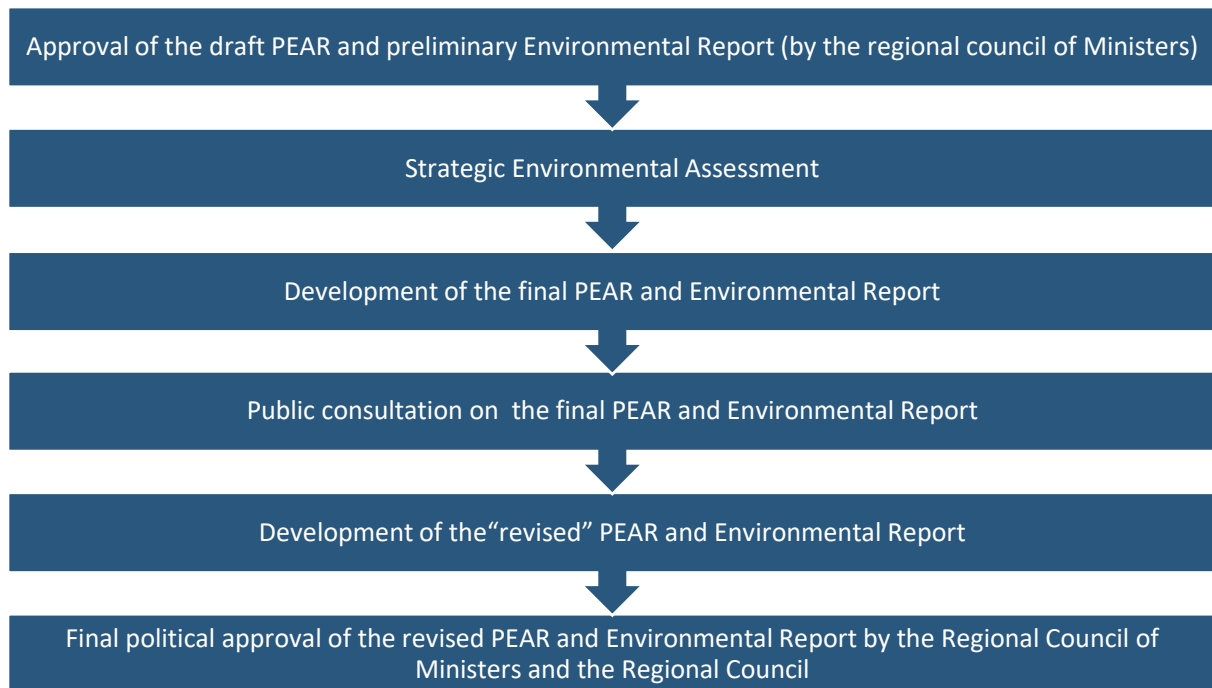 Approval of the draft PEAR and preliminary Environmental Report (by the regional council of Ministers)
Strategic Environmental Assessment
Development of the final PEAR and Environmental Report
Public consultation on  the final PEAR and Environmental Report
Development of the“revised” PEAR and Environmental Report
Final political approval of the revised PEAR and Environmental Report by the Regional Council of
Ministers and the Regional Council